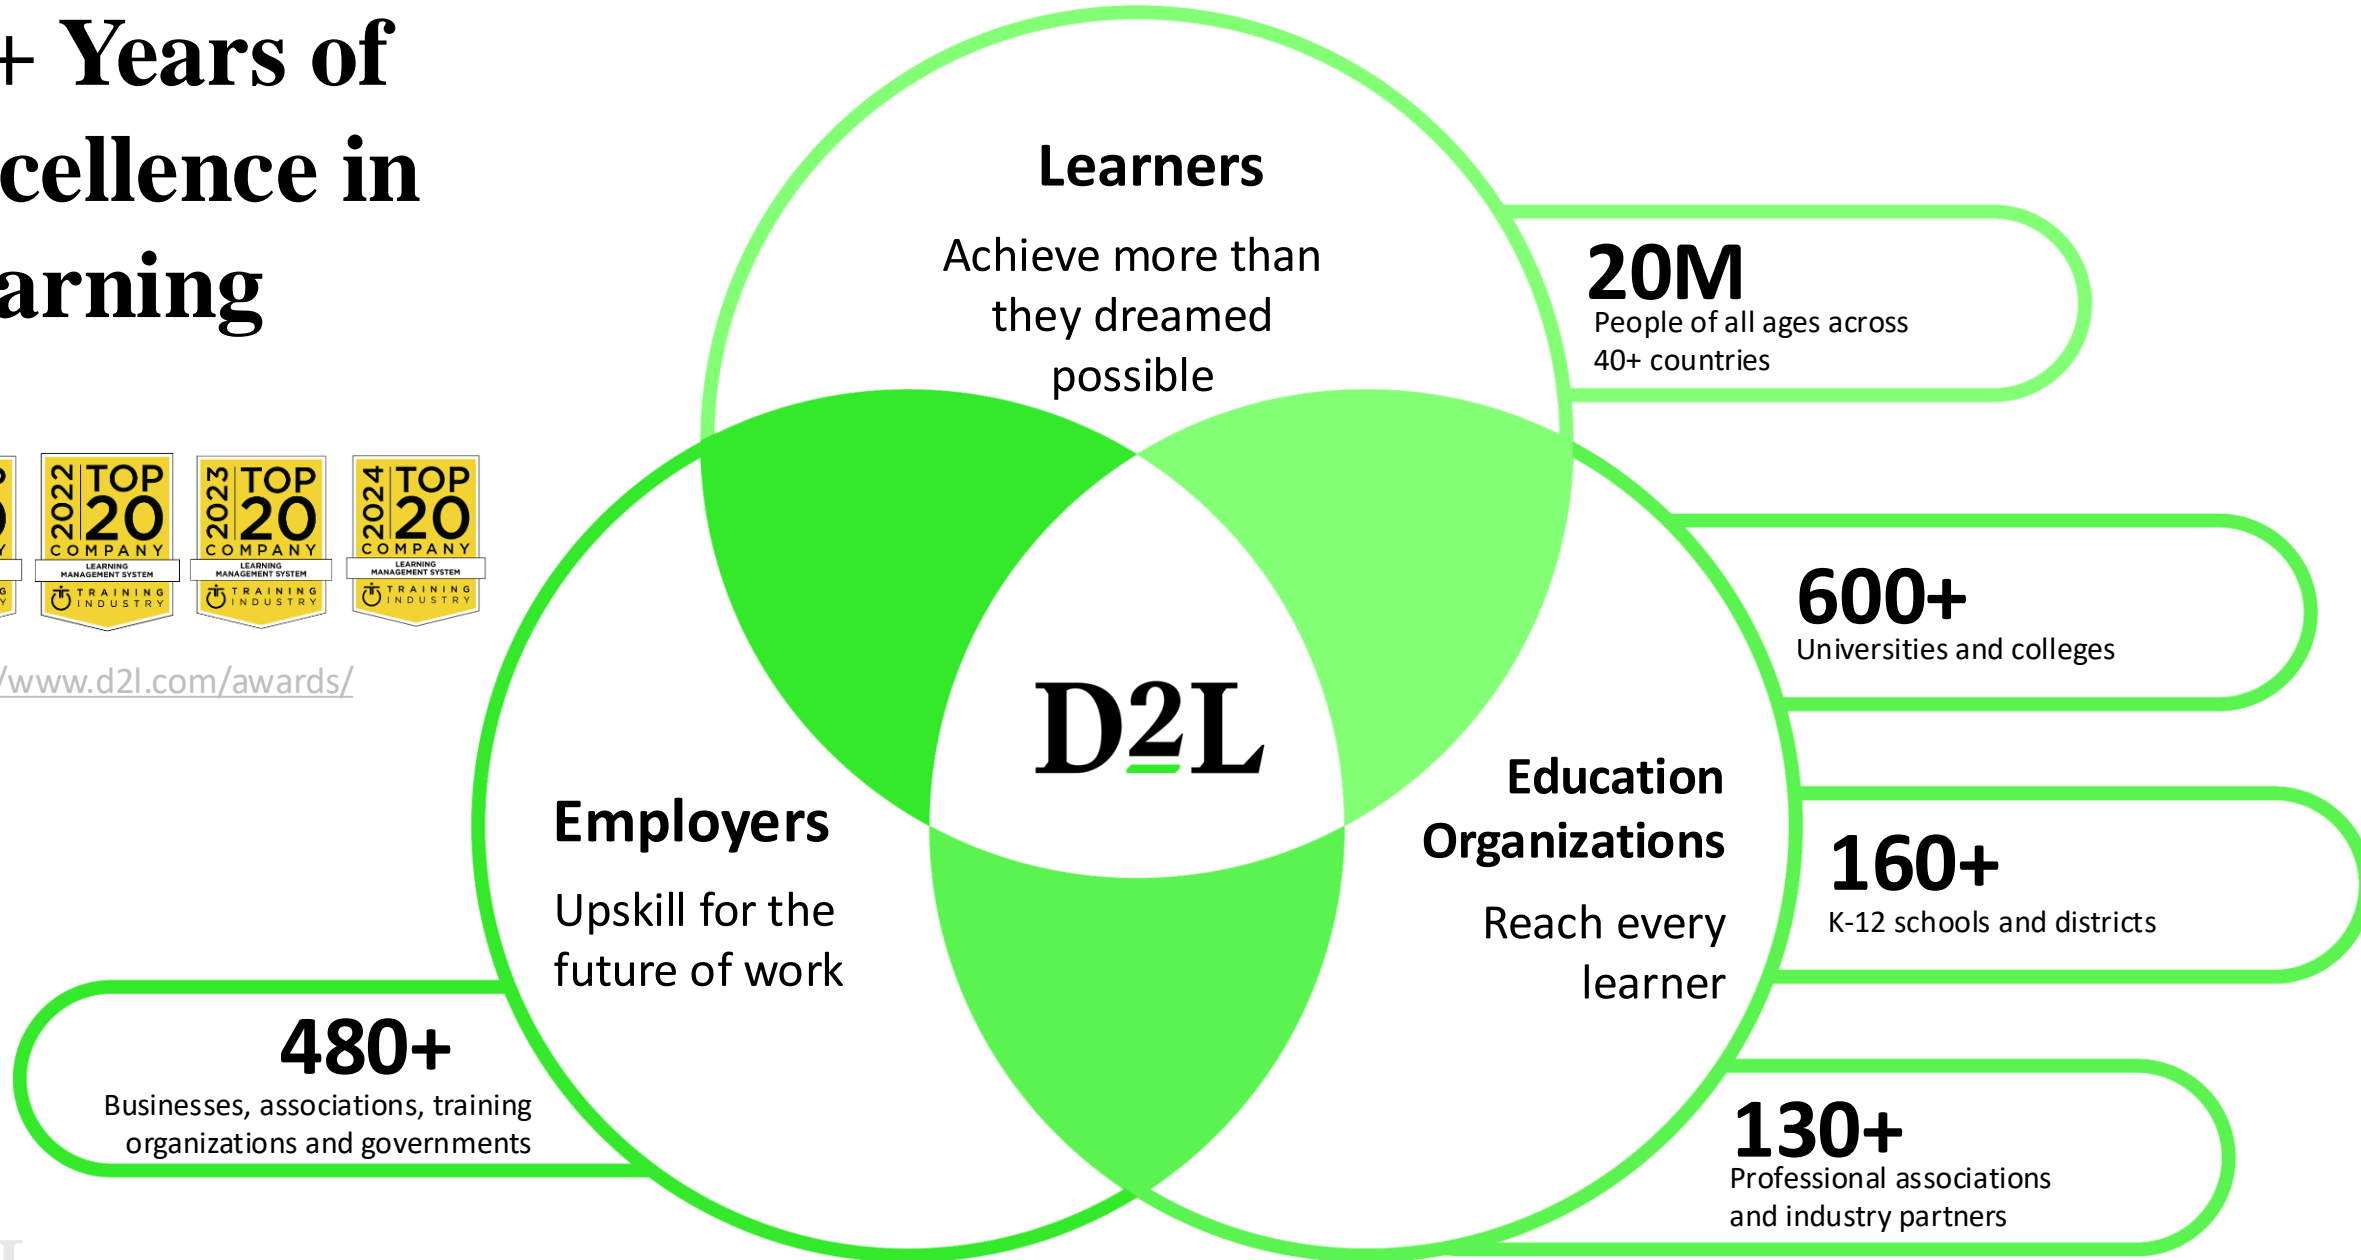 + Years of
cellence in
arning
2022 TOP
20
COMPANY
LEARNING
MANAGEMENT SYSTEM
TRAINING
INDUSTRY
2023 TOP
20
COMPANY
LEARNING
MANAGEMENT SYSTEM
TRAINING
INDUSTRY
2024 TOP
20
COMPANY
LEARNING
MANAGEMENT SYSTEM
TRAINING
INDUSTRY
/www.d2l.com/awards/
Learners
Achieve more than
they dreamed
possible
20M
People of all ages across
40+ countries
600+
Universities and colleges
D2L
Education
Organizations
Reach every
learner
160+
K-12 schools and districts
Employers
Upskill for the
future of work
480+
Businesses, associations, training
organizations and governments
130+
Professional associations
and industry partners